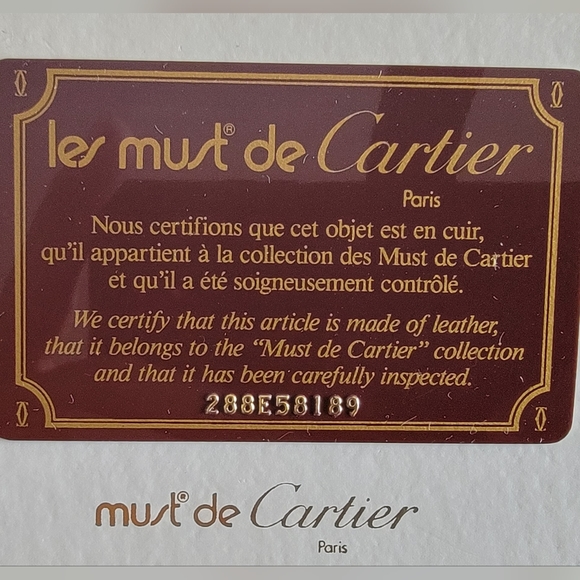 les must® de Cartier
Paris
Nous certifions que cet objet est en cuir,
qu'il appartient à la collection des Must de Cartier
et qu'il a été soigneusement contrôlé.
We certify that this article is made of leather,
that it belongs to the “Must de Cartier” collection
and that it has been carefully inspected.
288E58189
must® de Cartier
Paris